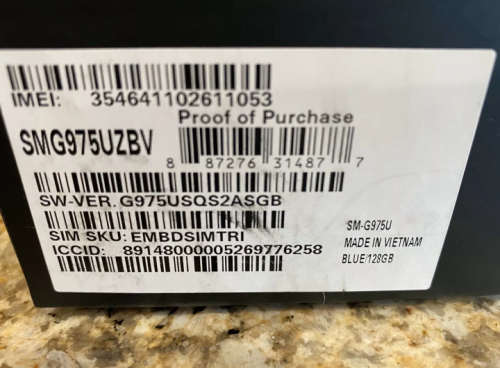 IMEI: 354641102611053
Proof of Purchase
SMG975UZBV
8 87276 31487 7
SW-VER. G975USQS2ASGB
SIM SKU: EMBDSIMTRI
ICCID: 89148000005269776258
SM-G975U
MADE IN VIETNAM
BLUE/128GB